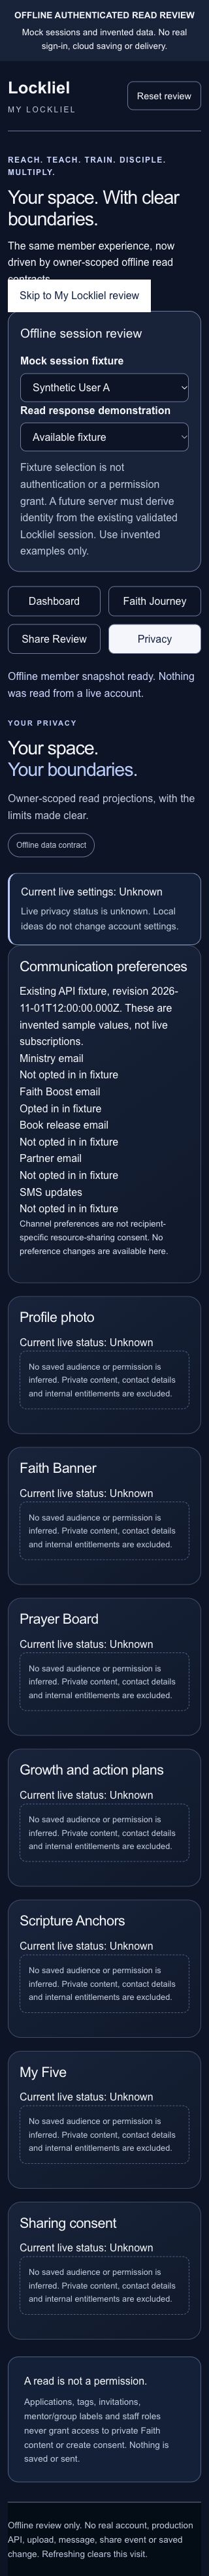 OFFLINE AUTHENTICATED READ REVIEW
Mock sessions and invented data. No real
sign-in, cloud saving or delivery.
Lockliel
MY LOCKLIEL
Reset review
REACH. TEACH. TRAIN. DISCIPLE.
MULTIPLY.
Your space. With clear
boundaries.
The same member experience, now
driven by owner-scoped offline read
contracts.
Skip to My Lockliel review
Offline session review
Mock session fixture
Synthetic User A
Read response demonstration
Available fixture
Fixture selection is not
authentication or a permission
grant. A future server must derive
identity from the existing validated
Lockliel session. Use invented
examples only.
Dashboard
Faith Journey
Share Review
Privacy
Offline member snapshot ready. Nothing
was read from a live account.
YOUR PRIVACY
Your space.
Your boundaries.
Owner-scoped read projections, with the
limits made clear.
Offline data contract
Current live settings: Unknown
Live privacy status is unknown. Local
ideas do not change account settings.
Communication preferences
Existing API fixture, revision 2026-
11-01T12:00:00.000Z. These are
invented sample values, not live
subscriptions.
Ministry email
Not opted in in fixture
Faith Boost email
Opted in in fixture
Book release email
Not opted in in fixture
Partner email
Not opted in in fixture
SMS updates
Not opted in in fixture
Channel preferences are not recipient-
specific resource-sharing consent. No
preference changes are available here.
Profile photo
Current live status: Unknown
No saved audience or permission is
inferred. Private content, contact details
and internal entitlements are excluded.
Faith Banner
Current live status: Unknown
No saved audience or permission is
inferred. Private content, contact details
and internal entitlements are excluded.
Prayer Board
Current live status: Unknown
No saved audience or permission is
inferred. Private content, contact details
and internal entitlements are excluded.
Growth and action plans
Current live status: Unknown
No saved audience or permission is
inferred. Private content, contact details
and internal entitlements are excluded.
Scripture Anchors
Current live status: Unknown
No saved audience or permission is
inferred. Private content, contact details
and internal entitlements are excluded.
My Five
Current live status: Unknown
No saved audience or permission is
inferred. Private content, contact details
and internal entitlements are excluded.
Sharing consent
Current live status: Unknown
No saved audience or permission is
inferred. Private content, contact details
and internal entitlements are excluded.
A read is not a permission.
Applications, tags, invitations,
mentor/group labels and staff roles
never grant access to private Faith
content or create consent. Nothing is
saved or sent.
Offline review only. No real account, production
API, upload, message, share event or saved
change. Refreshing clears this visit.